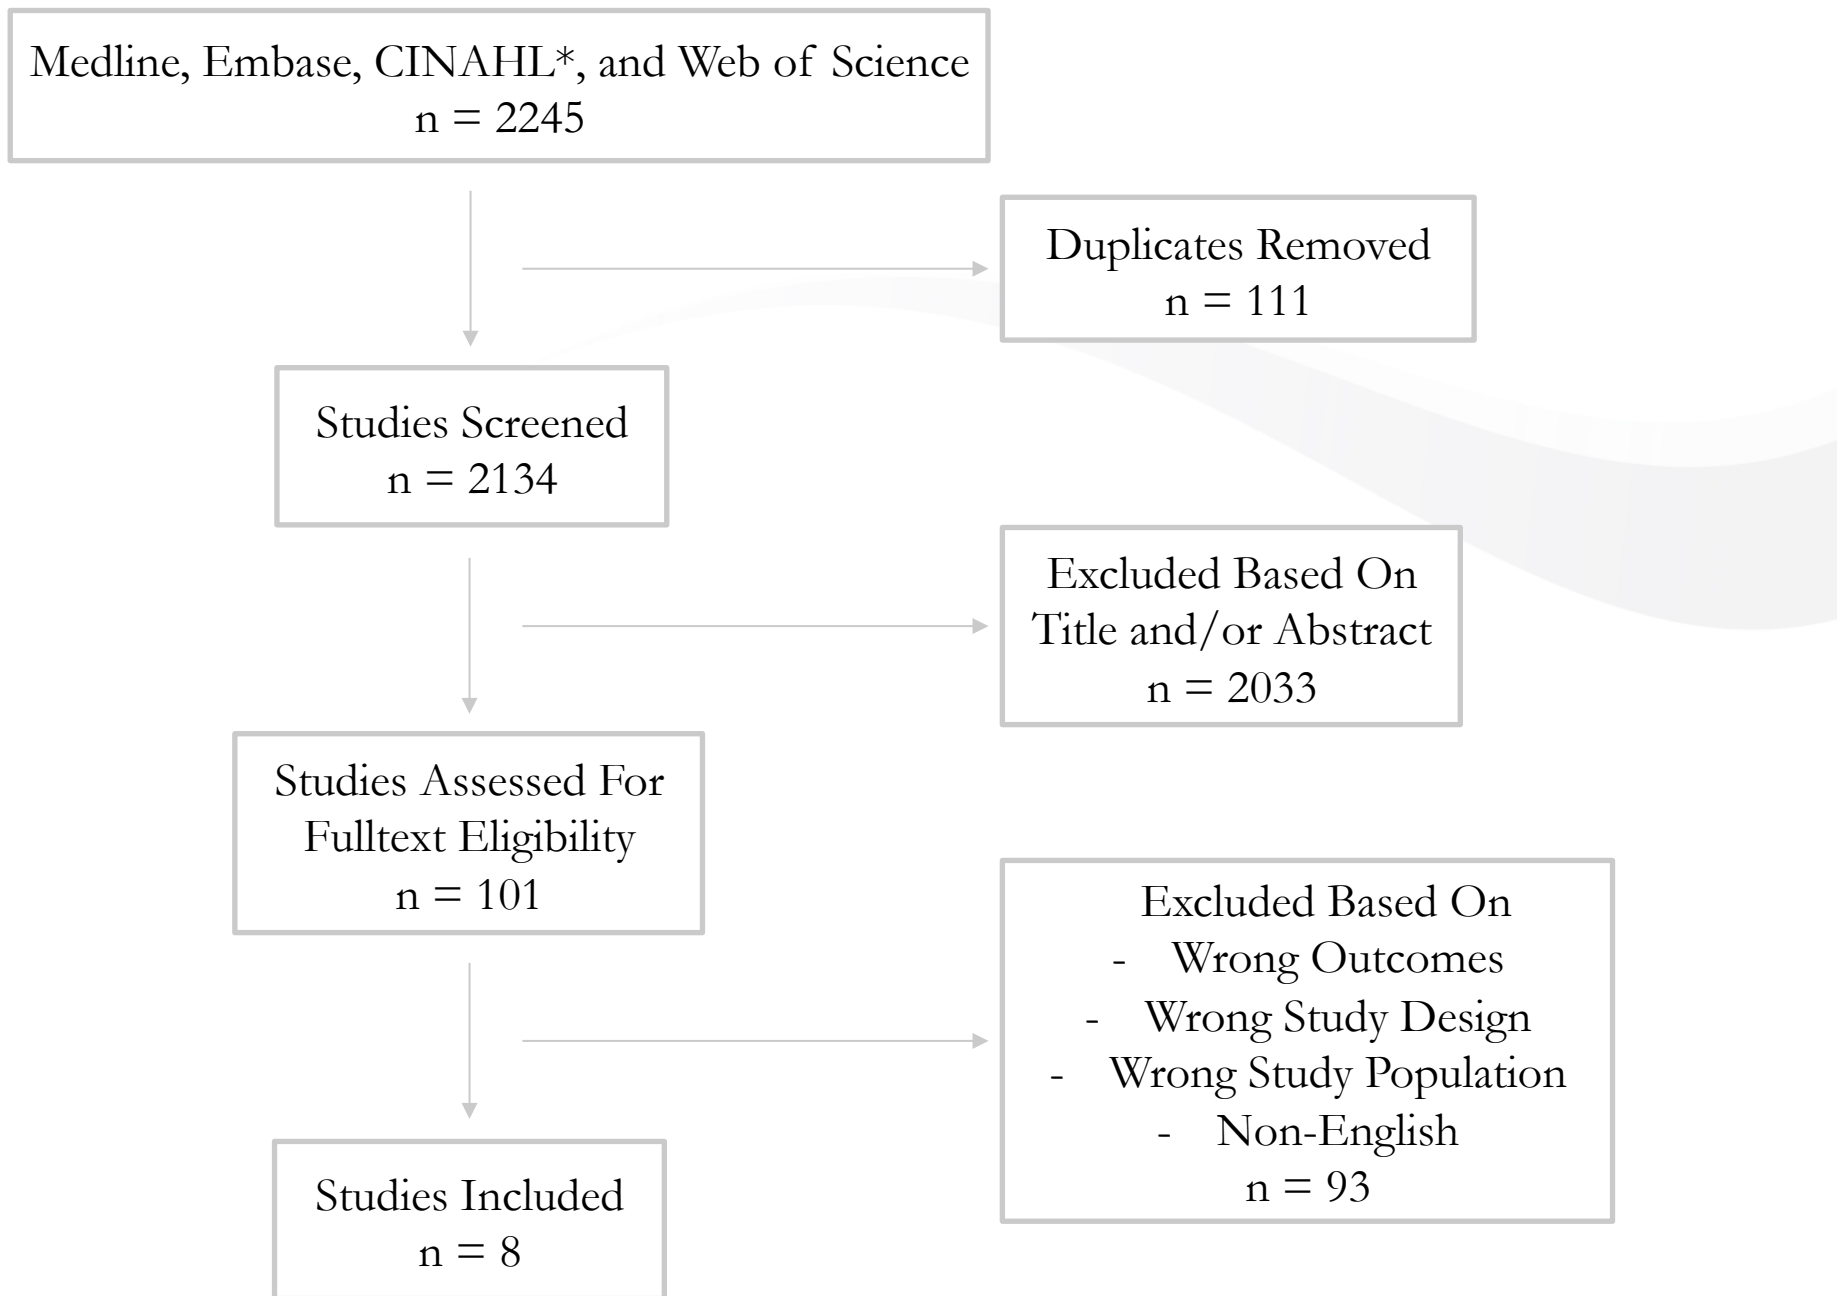 Medline, Embase, CINAHL*, and Web of Science
n = 2245
Duplicates Removed
n = 111
Studies Screened
n = 2134
Excluded Based On
Title and/or Abstract
n = 2033
Studies Assessed For
Fulltext Eligibility
n = 101
Excluded Based On
- Wrong Outcomes
- Wrong Study Design
- Wrong Study Population
- Non-English
n = 93
Studies Included
n = 8